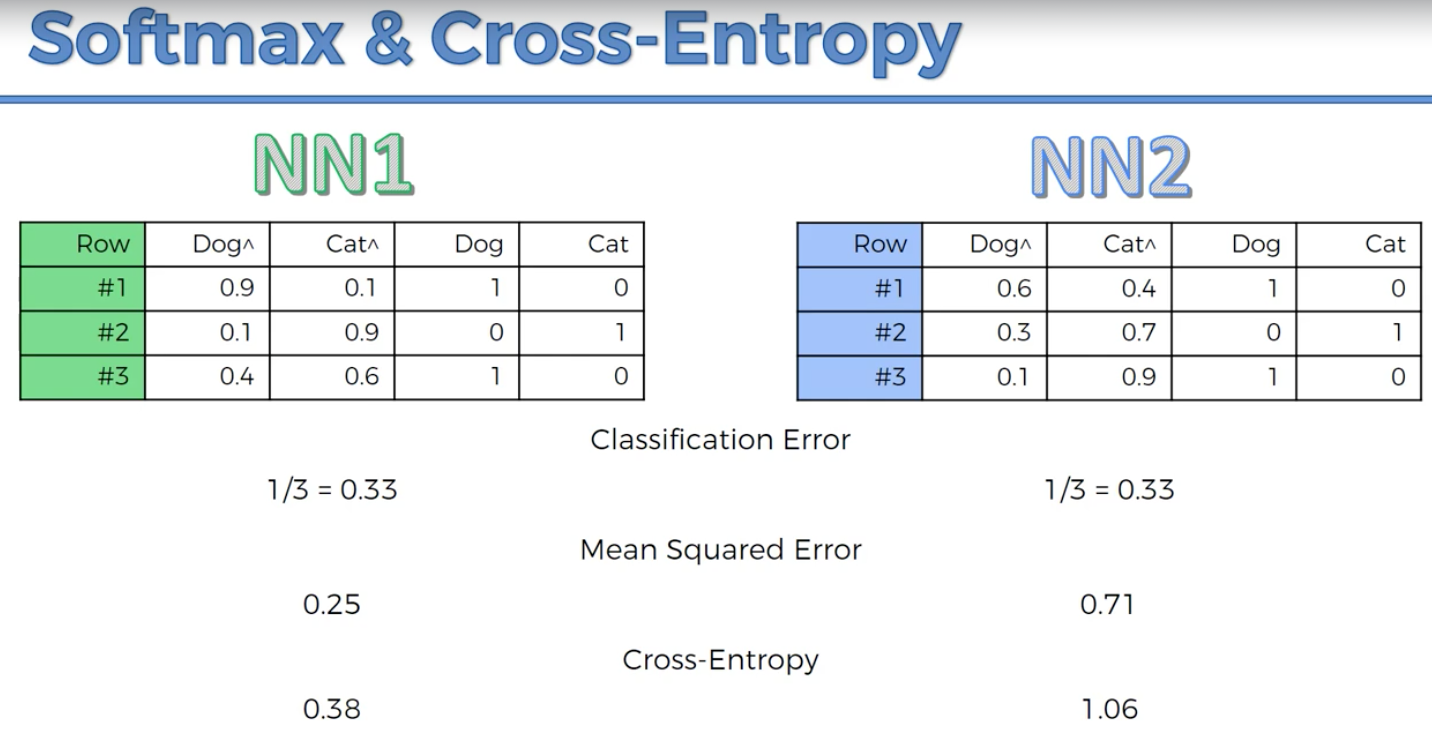 Softmax & Cross-Entropy
NN1
Row Dog^ Cat^ Dog Cat
#1 0.9 0.1 1 0
#2 0.1 0.9 0 1
#3 0.4 0.6 1 0
NN2
Row Dog^ Cat^ Dog Cat
#1 0.6 0.4 1 0
#2 0.3 0.7 0 1
#3 0.1 0.9 1 0
Classification Error
1/3 = 0.33 1/3 = 0.33
Mean Squared Error
0.25 0.71
Cross-Entropy
0.38 1.06